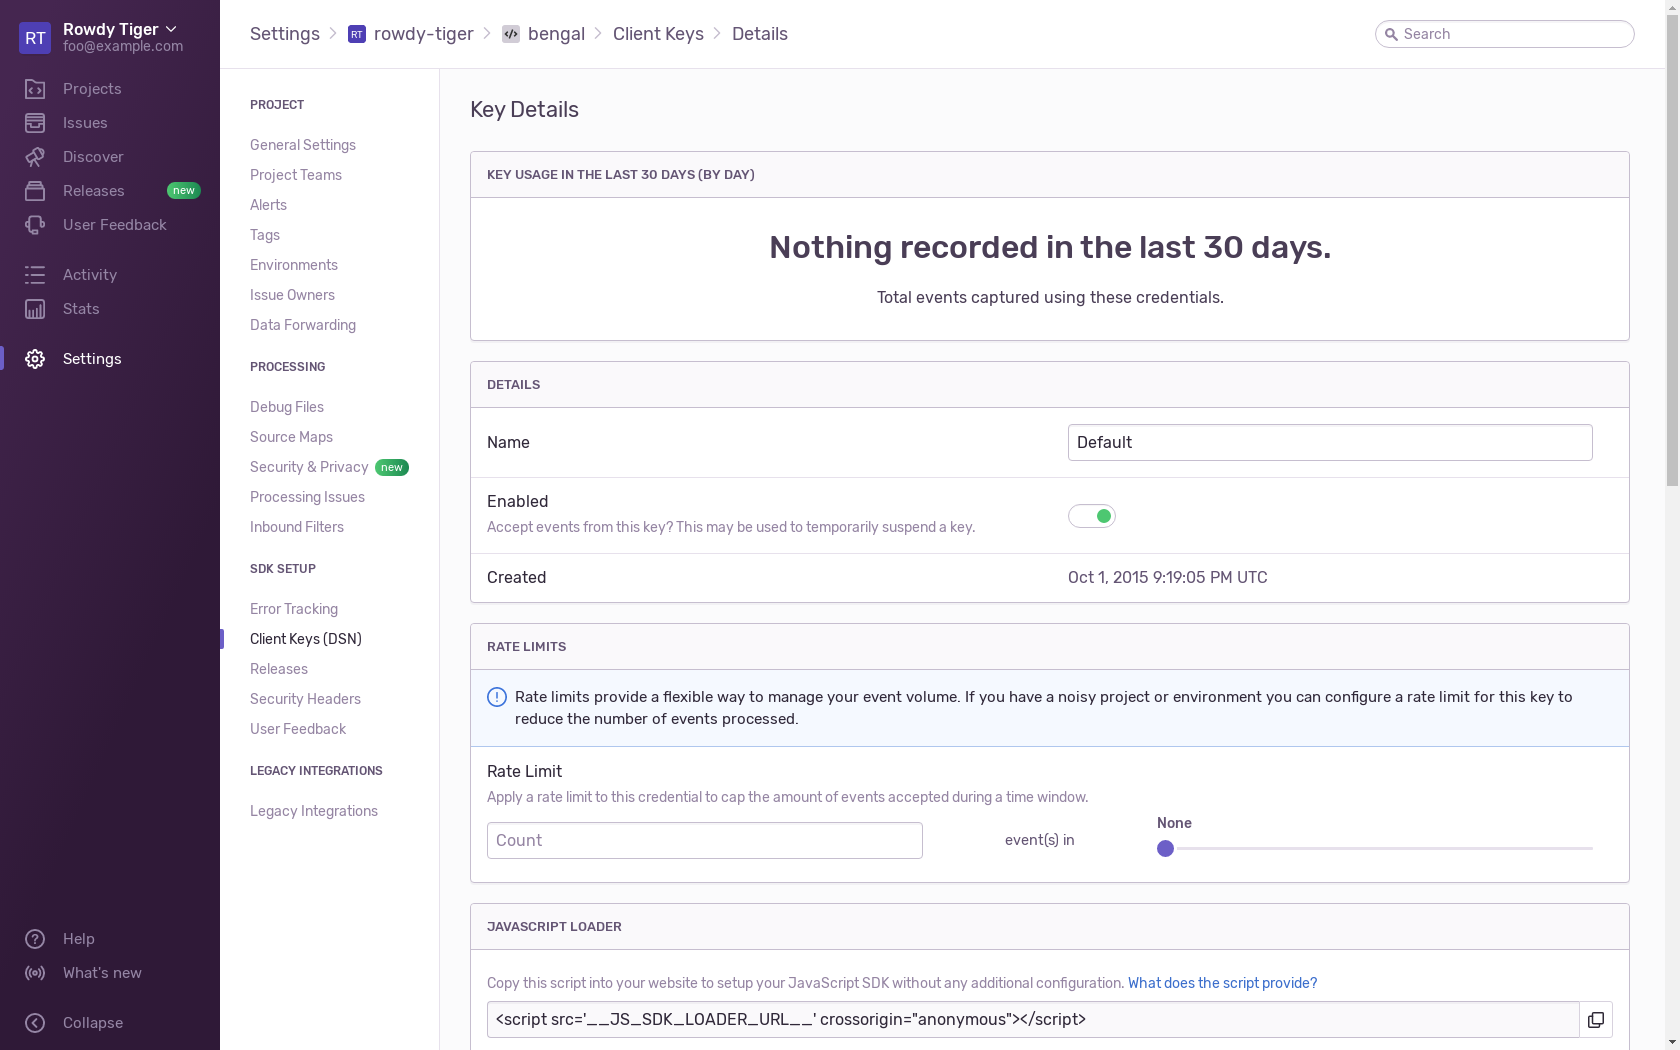 RT
Rowdy Tiger
foo@example.com
Projects
Issues
Discover
Releases new
User Feedback
Activity
Stats
Settings
Help
What's new
Collapse
Settings RT rowdy-tiger </> bengal Client Keys Details
Search
PROJECT
General Settings
Project Teams
Alerts
Tags
Environments
Issue Owners
Data Forwarding
PROCESSING
Debug Files
Source Maps
Security & Privacy new
Processing Issues
Inbound Filters
SDK SETUP
Error Tracking
Client Keys (DSN)
Releases
Security Headers
User Feedback
LEGACY INTEGRATIONS
Legacy Integrations
Key Details
KEY USAGE IN THE LAST 30 DAYS (BY DAY)
Nothing recorded in the last 30 days.
Total events captured using these credentials.
DETAILS
Name Default
Enabled
Accept events from this key? This may be used to temporarily suspend a key.
Created Oct 1, 2015 9:19:05 PM UTC
RATE LIMITS
Rate limits provide a flexible way to manage your event volume. If you have a noisy project or environment you can configure a rate limit for this key to
reduce the number of events processed.
Rate Limit
Apply a rate limit to this credential to cap the amount of events accepted during a time window.
None
Count event(s) in
JAVASCRIPT LOADER
Copy this script into your website to setup your JavaScript SDK without any additional configuration. What does the script provide?
<script src='__JS_SDK_LOADER_URL__' crossorigin="anonymous"></script>